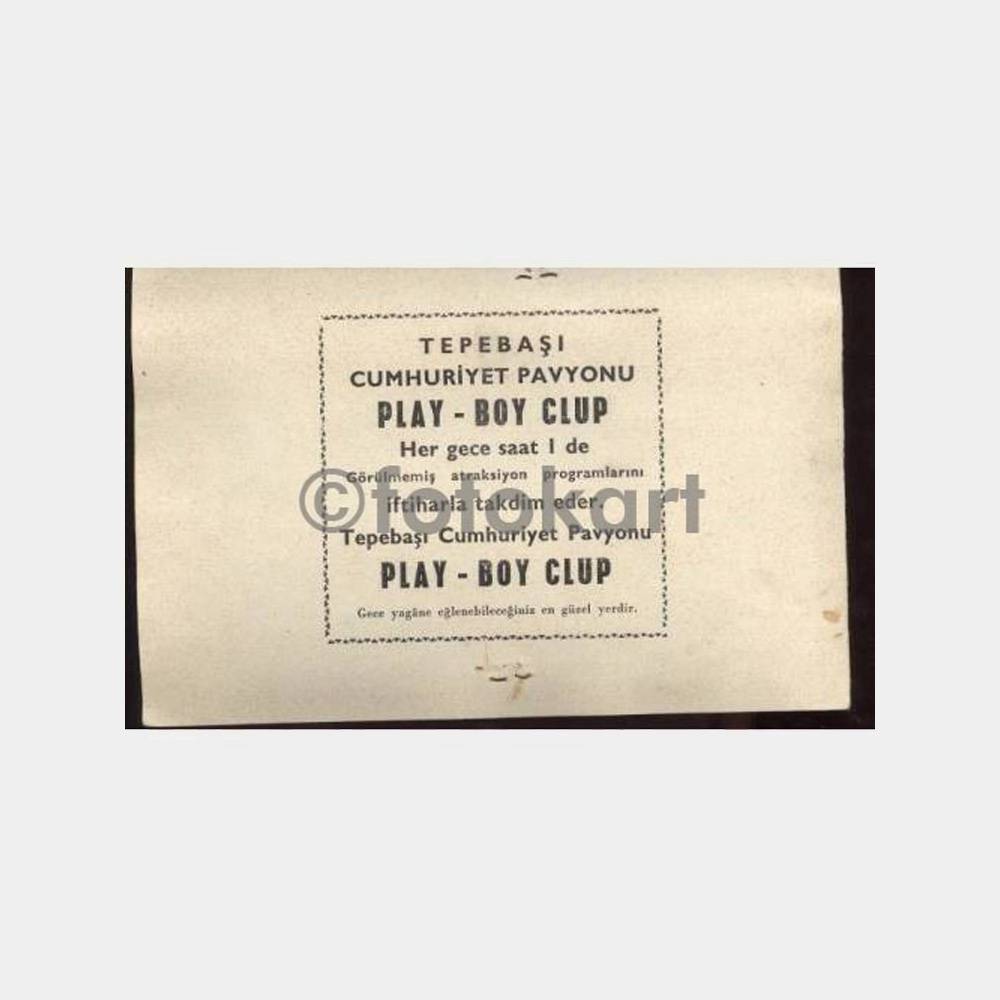 TEPEBAŞI
CUMHURİYET PAVYONU
PLAY - BOY CLUP
Her gece saat 1 de
Görülmemiş atraksiyon programlarını
iftiharla takdim eder.
©fotokart
Tepebaşı Cumhuriyet Pavyonu
PLAY - BOY CLUP
Gece yagâne eğlenebileceğiniz en güzel yerdir.